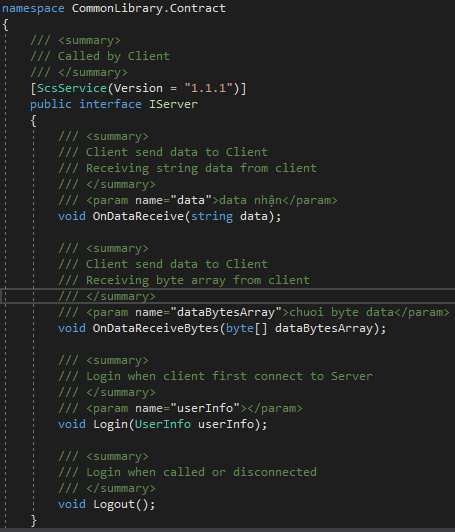 namespace CommonLibrary.Contract
{
/// <summary>
/// Called by Client
/// </summary>
[ScsService(Version = "1.1.1")]
public interface IServer
{
/// <summary>
/// Client send data to Client
/// Receiving string data from client
/// </summary>
/// <param name="data">data nhận</param>
void OnDataReceive(string data);
/// <summary>
/// Client send data to Client
/// Receiving byte array from client
/// </summary>
/// <param name="dataBytesArray">chuoi byte data</param>
void OnDataReceiveBytes(byte[] dataBytesArray);
/// <summary>
/// Login when client first connect to Server
/// </summary>
/// <param name="userInfo"></param>
void Login(UserInfo userInfo);
/// <summary>
/// Login when called or disconnected
/// </summary>
void Logout();
}